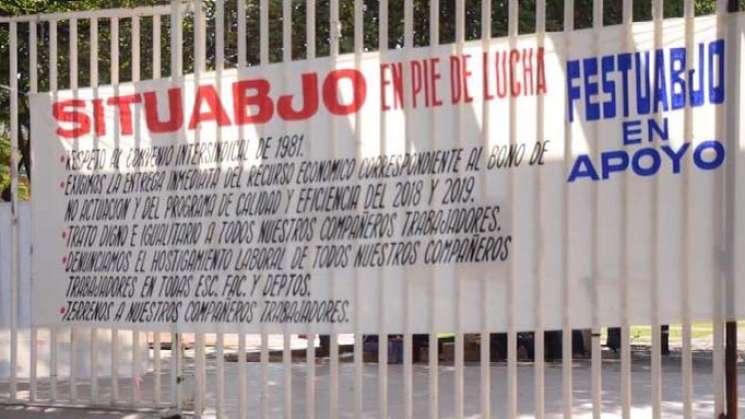 SITUABJO EN PIE DE LUCHA
• RESPETO AL CONVENIO INTERSINDICAL DE 1981.
• EXIGIMOS LA ENTREGA INMEDIATA DEL RECURSO ECONOMICO CORRESPONDIENTE AL BONO DE
NO ACTUACION Y DEL PROGRAMA DE CALIDAD Y EFICIENCIA DEL 2018 Y 2019.
• TRATO DIGNO E IGUALITARIO A TODOS NUESTROS COMPAÑEROS TRABAJADORES.
• DENUNCIAMOS EL HOSTIGAMIENTO LABORAL DE TODOS NUESTROS COMPAÑEROS
TRABAJADORES EN TODAS ESC. FAC. Y DEPTOS.
• TERRENOS A NUESTROS COMPAÑEROS TRABAJADORES.
FESTUABJO
EN
APOYO